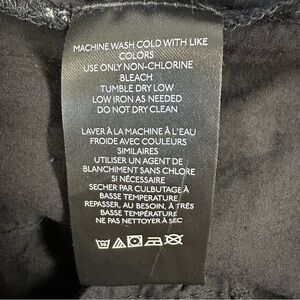 MACHINE WASH COLD WITH LIKE
COLORS
USE ONLY NON-CHLORINE
BLEACH
TUMBLE DRY LOW
LOW IRON AS NEEDED
DO NOT DRY CLEAN
LAVER À LA MACHINE À L'EAU
FROIDE AVEC COULEURS
SIMILAIRES
UTILISER UN AGENT DE
BLANCHIMENT SANS CHLORE
SI NÉCESSAIRE
SECHER PAR CULBUTAGE À
BASSE TEMPERATURE
REPASSER, AU BESOIN, À TRÈS
BASSE TEMPÉRATURE
NE PAS NETTOYER À SEC